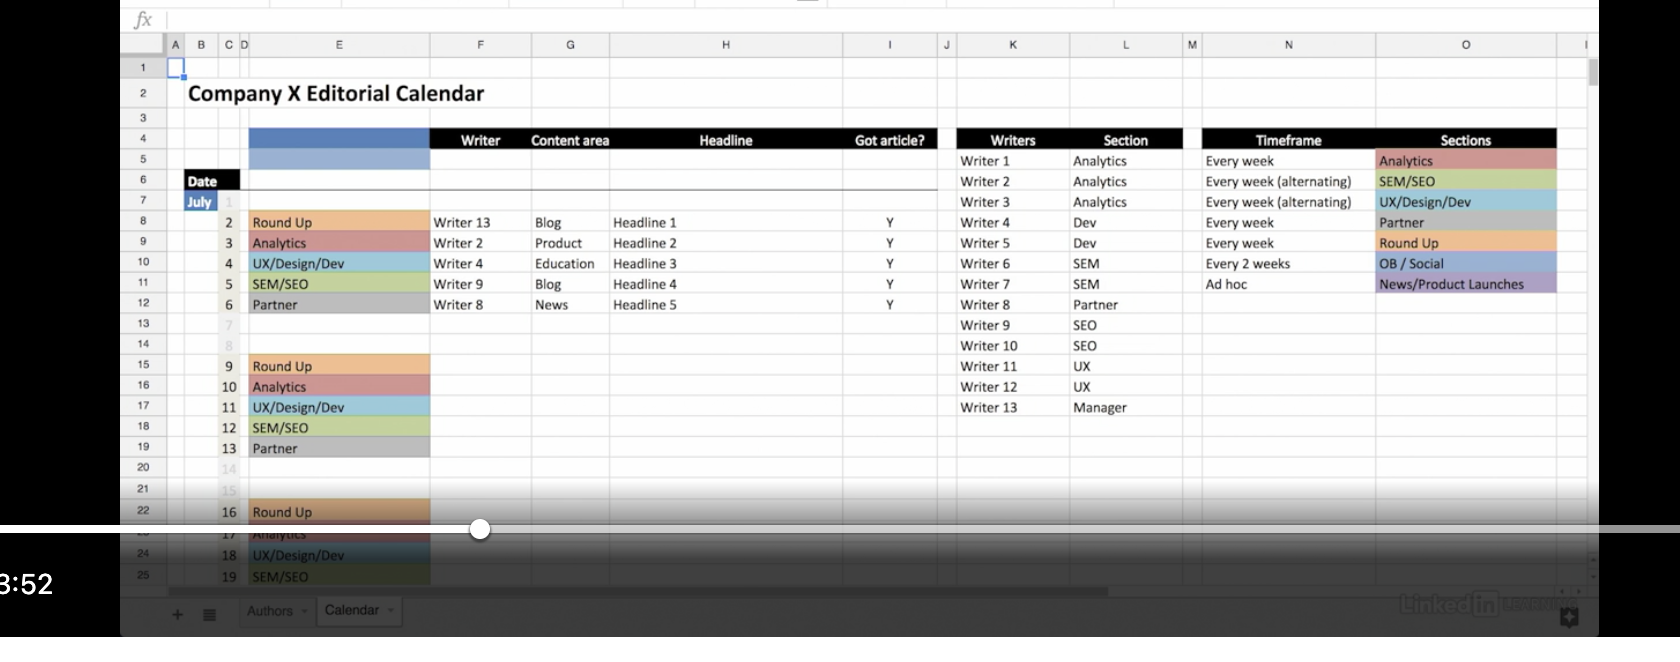 fx
A B C D E F G H I J K L M N O
1
2 Company X Editorial Calendar
3
4 Writer Content area Headline Got article? Writers Section Timeframe Sections
5 Writer 1 Analytics Every week Analytics
6 Date Writer 2 Analytics Every week (alternating) SEM/SEO
7 July 1 Writer 3 Analytics Every week (alternating) UX/Design/Dev
8 2 Round Up Writer 13 Blog Headline 1 Y Writer 4 Dev Every week Partner
9 3 Analytics Writer 2 Product Headline 2 Y Writer 5 Dev Every week Round Up
10 4 UX/Design/Dev Writer 4 Education Headline 3 Y Writer 6 SEM Every 2 weeks OB / Social
11 5 SEM/SEO Writer 9 Blog Headline 4 Y Writer 7 SEM Ad hoc News/Product Launches
12 6 Partner Writer 8 News Headline 5 Y Writer 8 Partner
13 7 Writer 9 SEO
14 8 Writer 10 SEO
15 9 Round Up Writer 11 UX
16 10 Analytics Writer 12 UX
17 11 UX/Design/Dev Writer 13 Manager
18 12 SEM/SEO
19 13 Partner
20 14
21 15
22 16 Round Up
17 Analytics
24 18 UX/Design/Dev
25 19 SEM/SEO
3:52
Authors Calendar
Linked in LEARNING